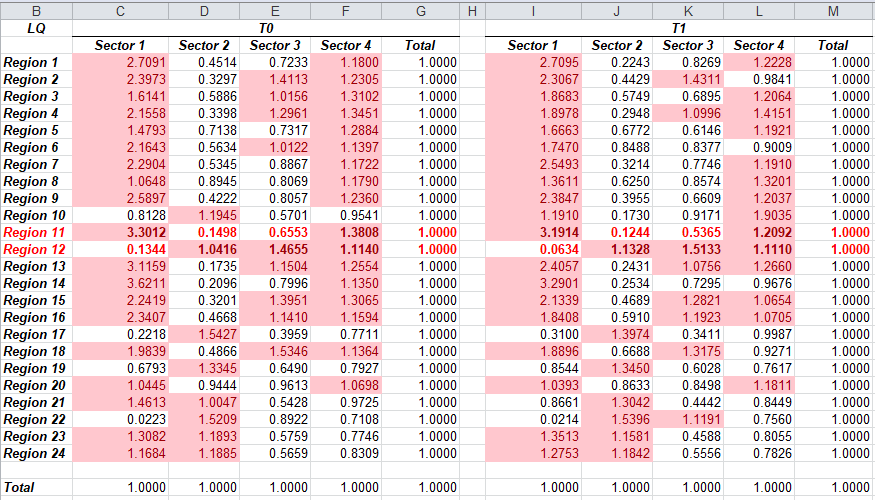 B C D E F G H I J K L M
LQ T0 T1
Sector 1 Sector 2 Sector 3 Sector 4 Total Sector 1 Sector 2 Sector 3 Sector 4 Total
Region 1 2.7091 0.4514 0.7233 1.1800 1.0000 2.7095 0.2243 0.8269 1.2228 1.0000
Region 2 2.3973 0.3297 1.4113 1.2305 1.0000 2.3067 0.4429 1.4311 0.9841 1.0000
Region 3 1.6141 0.5886 1.0156 1.3102 1.0000 1.8683 0.5749 0.6895 1.2064 1.0000
Region 4 2.1558 0.3398 1.2961 1.3451 1.0000 1.8978 0.2948 1.0996 1.4151 1.0000
Region 5 1.4793 0.7138 0.7317 1.2884 1.0000 1.6663 0.6772 0.6146 1.1921 1.0000
Region 6 2.1643 0.5634 1.0122 1.1397 1.0000 1.7470 0.8488 0.8377 0.9009 1.0000
Region 7 2.2904 0.5345 0.8867 1.1722 1.0000 2.5493 0.3214 0.7746 1.1910 1.0000
Region 8 1.0648 0.8945 0.8069 1.1790 1.0000 1.3611 0.6250 0.8574 1.3201 1.0000
Region 9 2.5897 0.4222 0.8057 1.2360 1.0000 2.3847 0.3955 0.6609 1.2037 1.0000
Region 10 0.8128 1.1945 0.5701 0.9541 1.0000 1.1910 0.1730 0.9171 1.9035 1.0000
Region 11 3.3012 0.1498 0.6553 1.3808 1.0000 3.1914 0.1244 0.5365 1.2092 1.0000
Region 12 0.1344 1.0416 1.4655 1.1140 1.0000 0.0634 1.1328 1.5133 1.1110 1.0000
Region 13 3.1159 0.1735 1.1504 1.2554 1.0000 2.4057 0.2431 1.0756 1.2660 1.0000
Region 14 3.6211 0.2096 0.7996 1.1350 1.0000 3.2901 0.2534 0.7295 0.9676 1.0000
Region 15 2.2419 0.3201 1.3951 1.3065 1.0000 2.1339 0.4689 1.2821 1.0654 1.0000
Region 16 2.3407 0.4668 1.1410 1.1594 1.0000 1.8408 0.5910 1.1923 1.0705 1.0000
Region 17 0.2218 1.5427 0.3959 0.7711 1.0000 0.3100 1.3974 0.3411 0.9987 1.0000
Region 18 1.9839 0.4866 1.5346 1.1364 1.0000 1.8896 0.6688 1.3175 0.9271 1.0000
Region 19 0.6793 1.3345 0.6490 0.7927 1.0000 0.8544 1.3450 0.6028 0.7617 1.0000
Region 20 1.0445 0.9444 0.9613 1.0698 1.0000 1.0393 0.8633 0.8498 1.1811 1.0000
Region 21 1.4613 1.0047 0.5428 0.9725 1.0000 0.8661 1.3042 0.4442 0.8449 1.0000
Region 22 0.0223 1.5209 0.8922 0.7108 1.0000 0.0214 1.5396 1.1191 0.7560 1.0000
Region 23 1.3082 1.1893 0.5759 0.7746 1.0000 1.3513 1.1581 0.4588 0.8055 1.0000
Region 24 1.1684 1.1885 0.5659 0.8309 1.0000 1.2753 1.1842 0.5556 0.7826 1.0000
Total 1.0000 1.0000 1.0000 1.0000 1.0000 1.0000 1.0000 1.0000 1.0000 1.0000